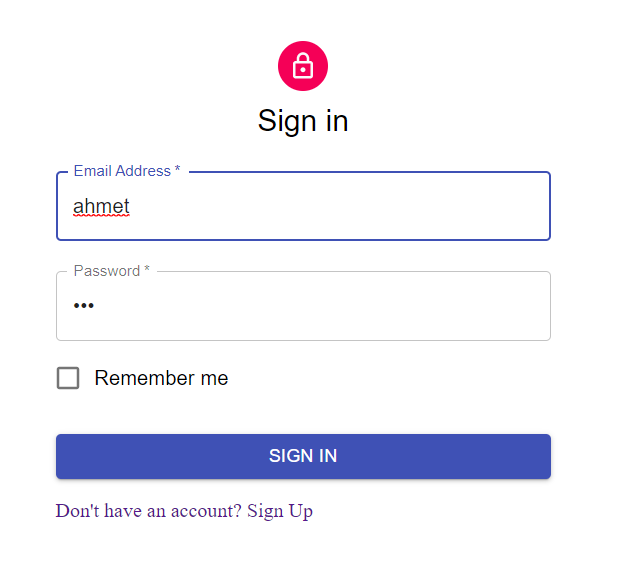 Sign in
Email Address *
ahmet
Password *
•••
Remember me
SIGN IN
Don't have an account? Sign Up